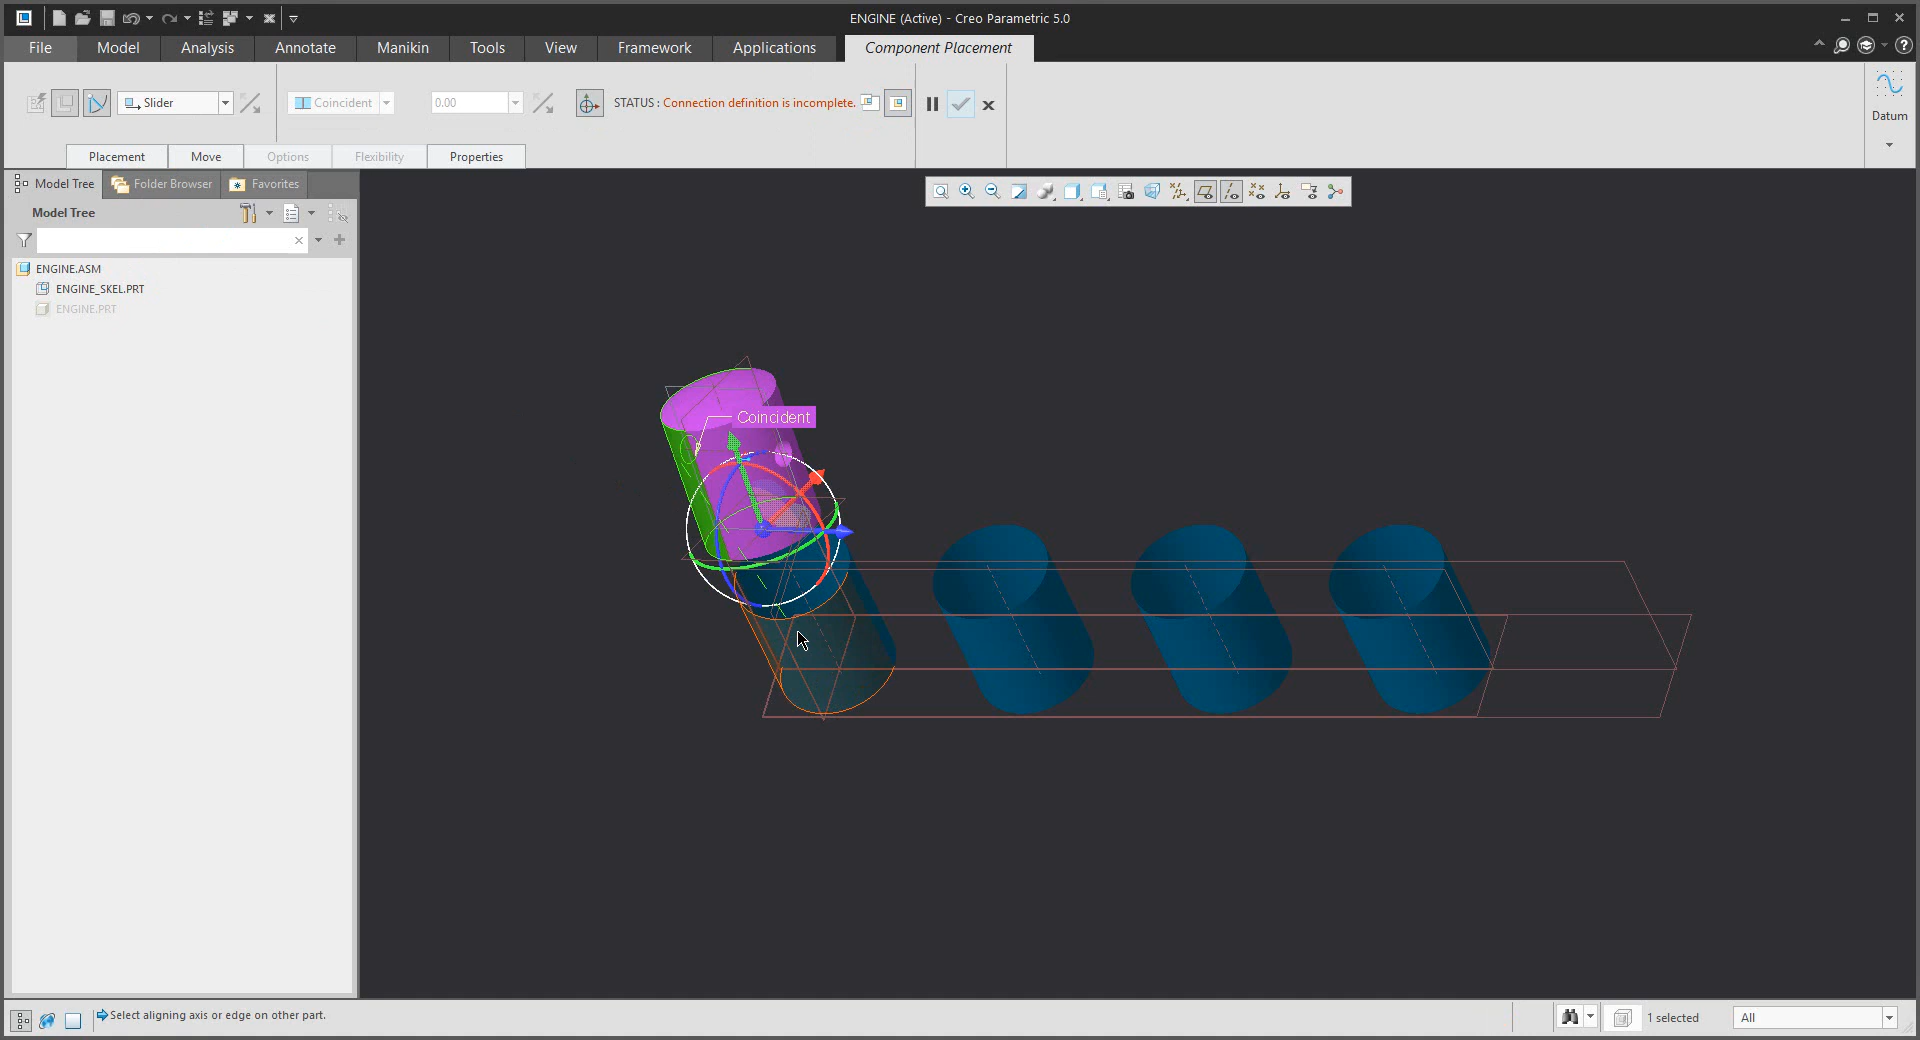 ENGINE (Active) - Creo Parametric 5.0
File
Model
Analysis
Annotate
Manikin
Tools
View
Framework
Applications
Component Placement
Slider
Coincident
0.00
STATUS : Connection definition is incomplete.
Datum
Placement
Move
Options
Flexibility
Properties
Model Tree
Folder Browser
Favorites
Model Tree
ENGINE.ASM
ENGINE_SKEL.PRT
ENGINE.PRT
Coincident
Select aligning axis or edge on other part.
1 selected
All